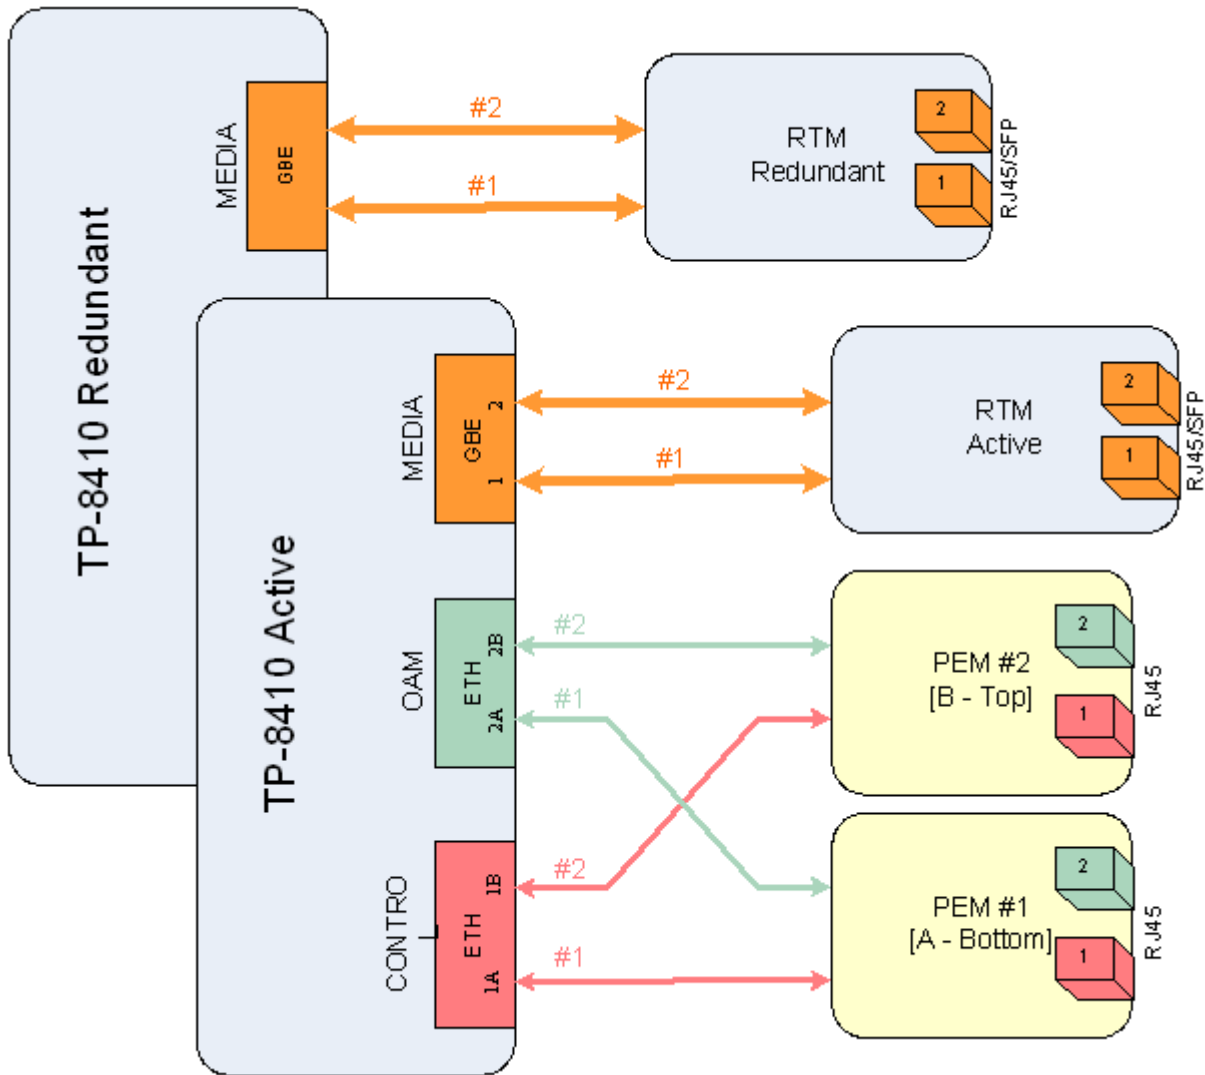 TP-8410 Redundant
MEDIA
GBE
#2
#1
RTM
Redundant
2
1
RJ45/SFP
TP-8410 Active
MEDIA
GBE
2
1
#2
#1
RTM
Active
2
1
RJ45/SFP
OAM
ETH
2B
2A
#2
#1
PEM #2
[B - Top]
2
1
RJ45
CONTROL
ETH
1B
1A
#2
#1
PEM #1
[A - Bottom]
2
1
RJ45